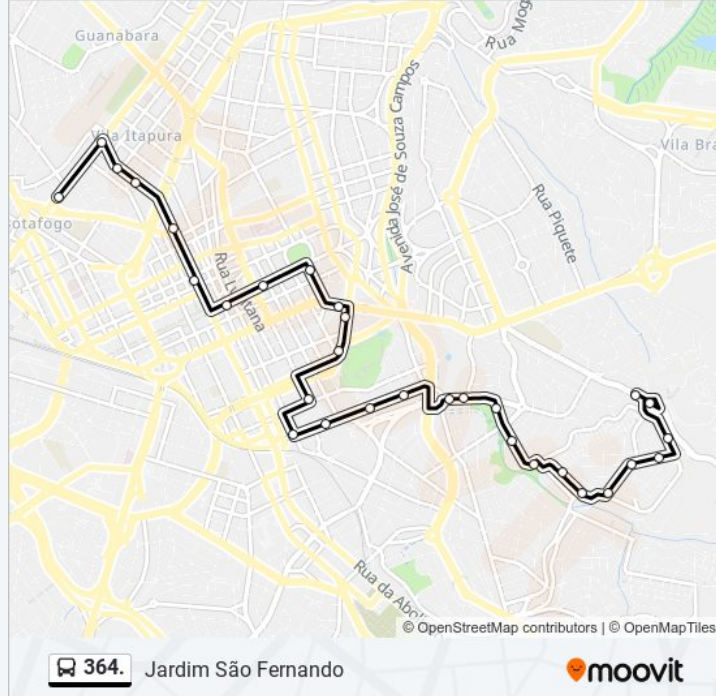 Guanabara
Rua Mog
Vila Itapura
Avenida José de Souza Campos
Vila Bra
Rua Piquete
Botafogo
Rua Lusitana
Rua da Abol
© OpenStreetMap contributors | © OpenMapTiles
364.
Jardim São Fernando
moovit